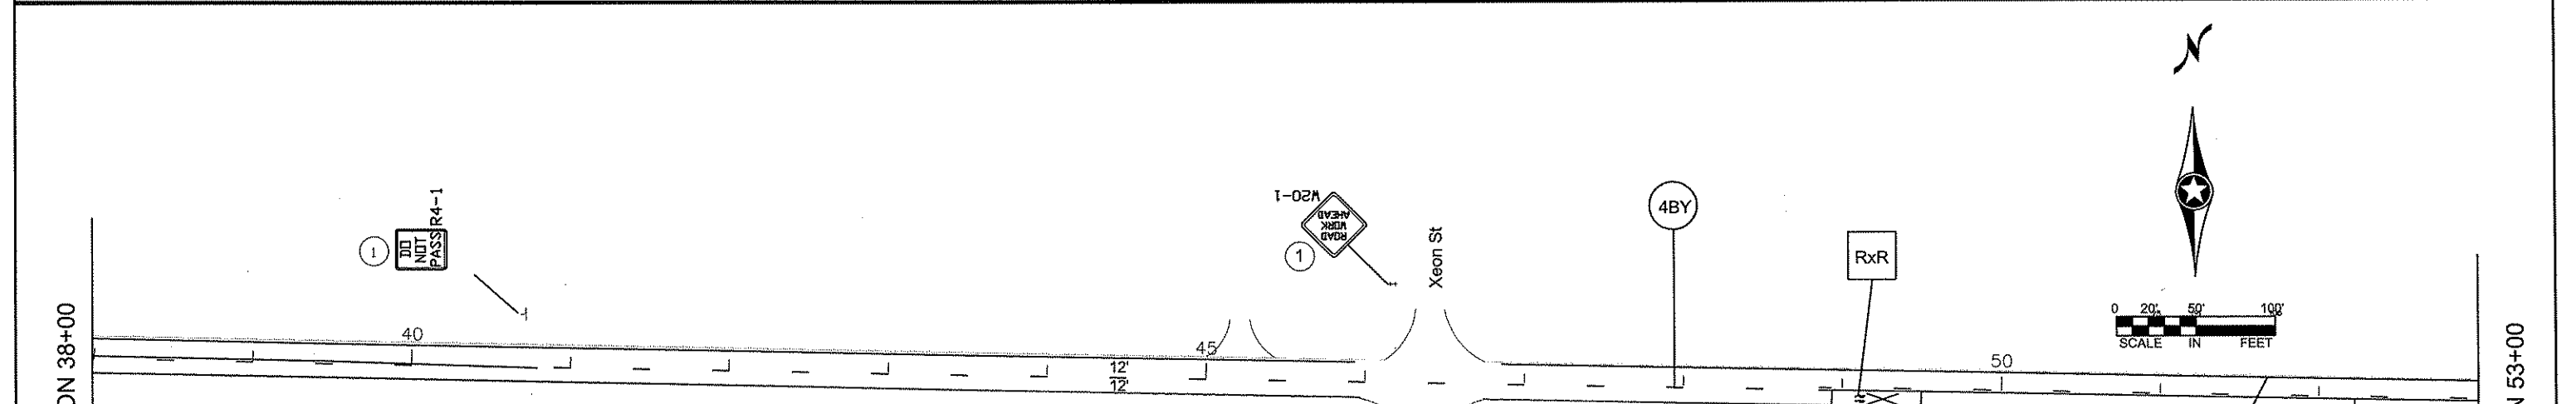 N
W20-1
ROAD
WORK
AHEAD
1
R4-1
DO
NOT
PASS
1
4BY
Xeon St
RxR
0 20' 50' 100'
SCALE IN FEET
ON 38+00
N 53+00
40
45
50
12'
12'